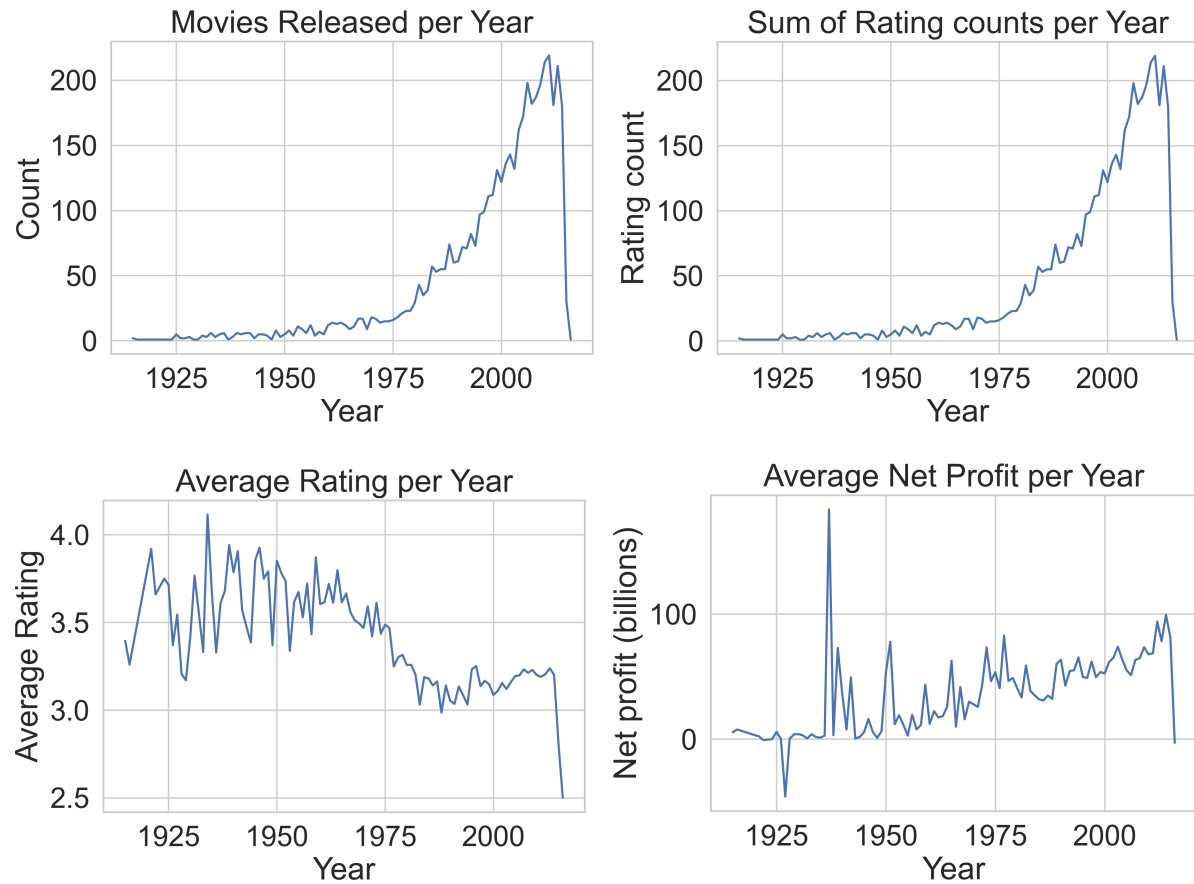 Movies Released per Year
200
150
100
50
0
Count
1925 1950 1975 2000
Year
Sum of Rating counts per Year
200
150
100
50
0
Rating count
1925 1950 1975 2000
Year
Average Rating per Year
4.0
3.5
3.0
2.5
Average Rating
1925 1950 1975 2000
Year
Average Net Profit per Year
100
0
Net profit (billions)
1925 1950 1975 2000
Year